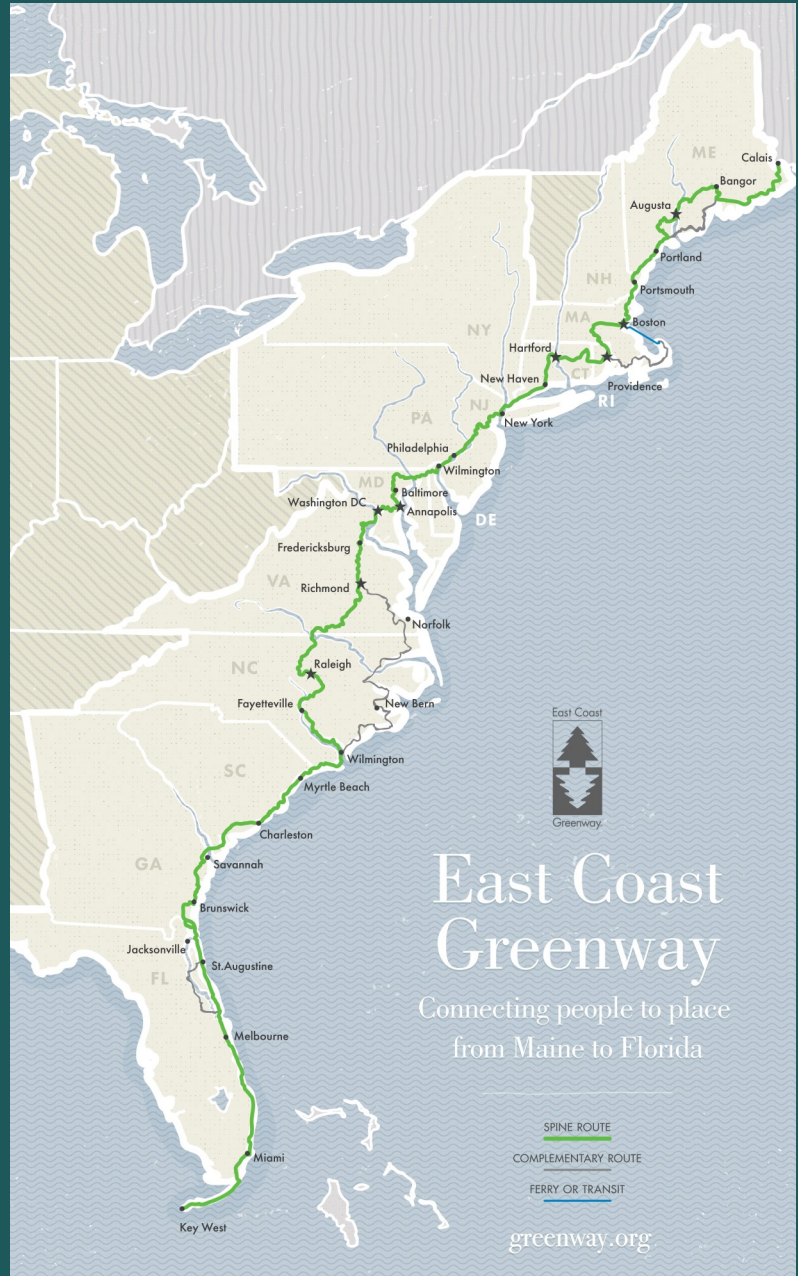 ME
Calais
Bangor
Augusta
Portland
NH
Portsmouth
MA
Boston
NY
Hartford
CT
Providence
New Haven
RI
NJ
PA
New York
Philadelphia
Wilmington
MD
Baltimore
Washington DC
Annapolis
DE
Fredericksburg
VA
Richmond
Norfolk
NC
Raleigh
Fayetteville
New Bern
Wilmington
SC
Myrtle Beach
Charleston
GA
Savannah
Brunswick
Jacksonville
St.Augustine
FL
Melbourne
Miami
Key West
East Coast
Greenway
East Coast
Greenway
Connecting people to place
from Maine to Florida
SPINE ROUTE
COMPLEMENTARY ROUTE
FERRY OR TRANSIT
greenway.org